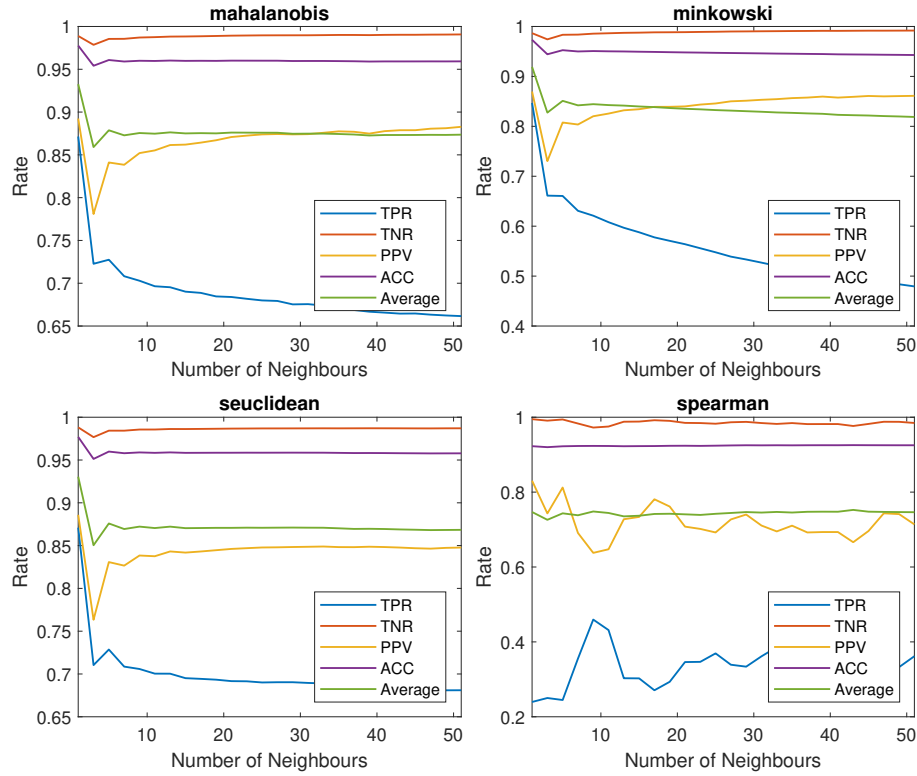 mahalanobis
1
0.95
0.9
0.85
0.8
0.75
0.7
0.65
Rate
TPR
TNR
PPV
ACC
Average
10 20 30 40 50
Number of Neighbours
minkowski
1
0.9
0.8
0.7
0.6
0.5
0.4
Rate
TPR
TNR
PPV
ACC
Average
10 20 30 40 50
Number of Neighbours
seuclidean
1
0.95
0.9
0.85
0.8
0.75
0.7
0.65
Rate
TPR
TNR
PPV
ACC
Average
10 20 30 40 50
Number of Neighbours
spearman
1
0.8
0.6
0.4
0.2
Rate
TPR
TNR
PPV
ACC
Average
10 20 30 40 50
Number of Neighbours